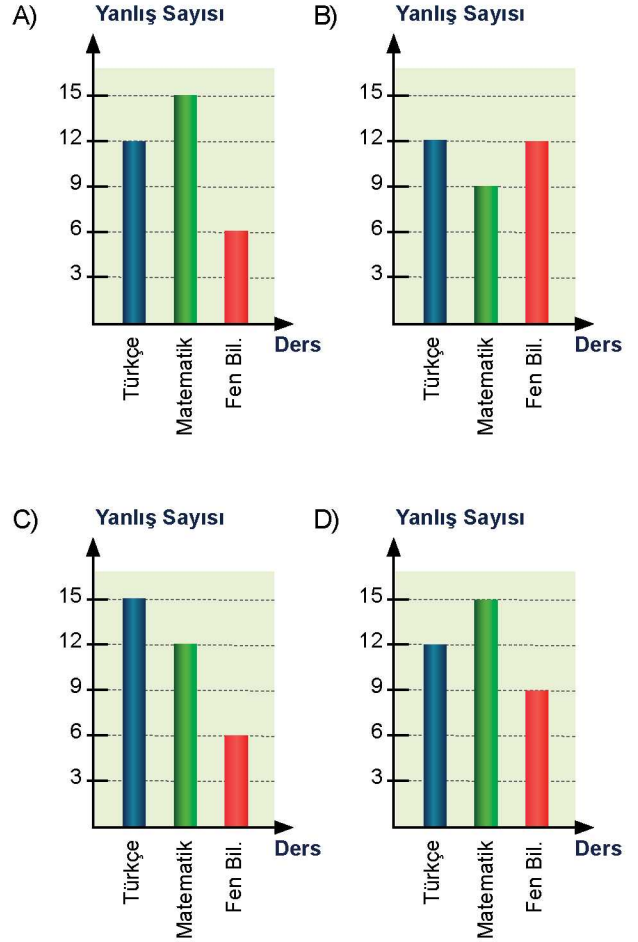 A) Yanlış Sayısı
15
12
9
6
3
Ders
Türkçe
Matematik
Fen Bil.
B) Yanlış Sayısı
15
12
9
6
3
Ders
Türkçe
Matematik
Fen Bil.
C) Yanlış Sayısı
15
12
9
6
3
Ders
Türkçe
Matematik
Fen Bil.
D) Yanlış Sayısı
15
12
9
6
3
Ders
Türkçe
Matematik
Fen Bil.